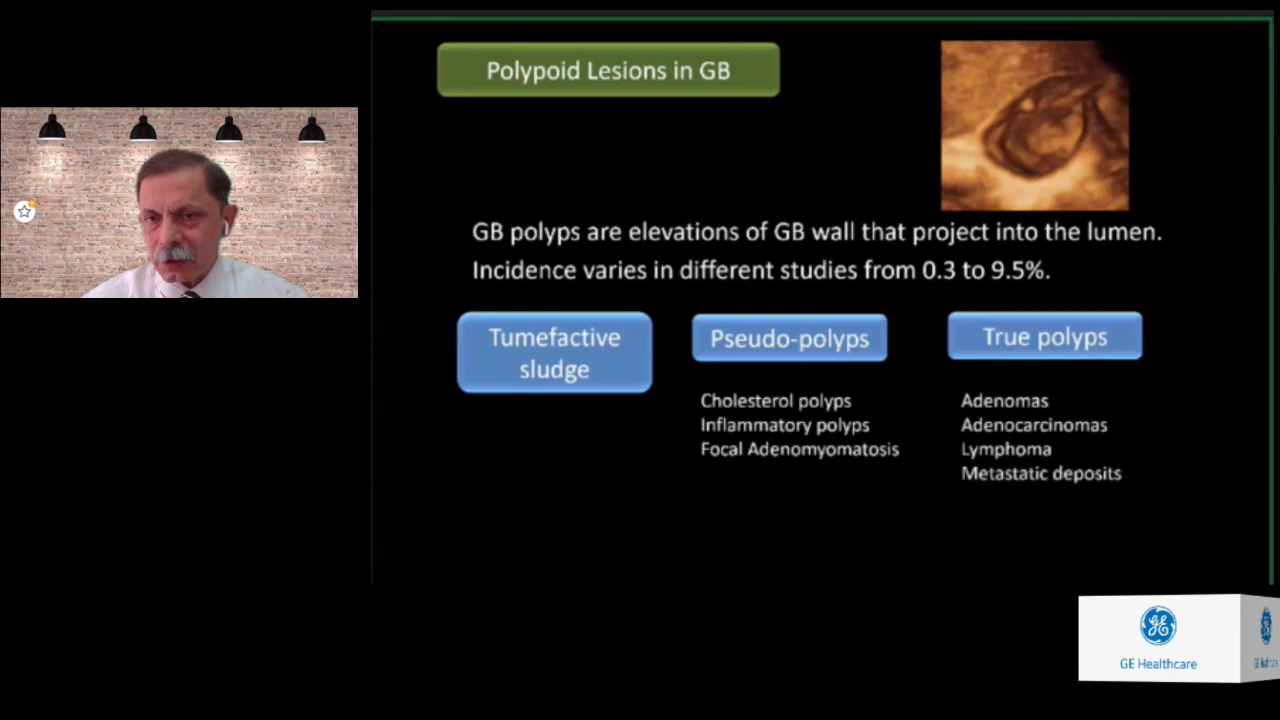 Polypoid Lesions in GB
GB polyps are elevations of GB wall that project into the lumen.
Incidence varies in different studies from 0.3 to 9.5%.
Tumefactive
sludge
Pseudo-polyps
Cholesterol polyps
Inflammatory polyps
Focal Adenomyomatosis
True polyps
Adenomas
Adenocarcinomas
Lymphoma
Metastatic deposits
GE Healthcare